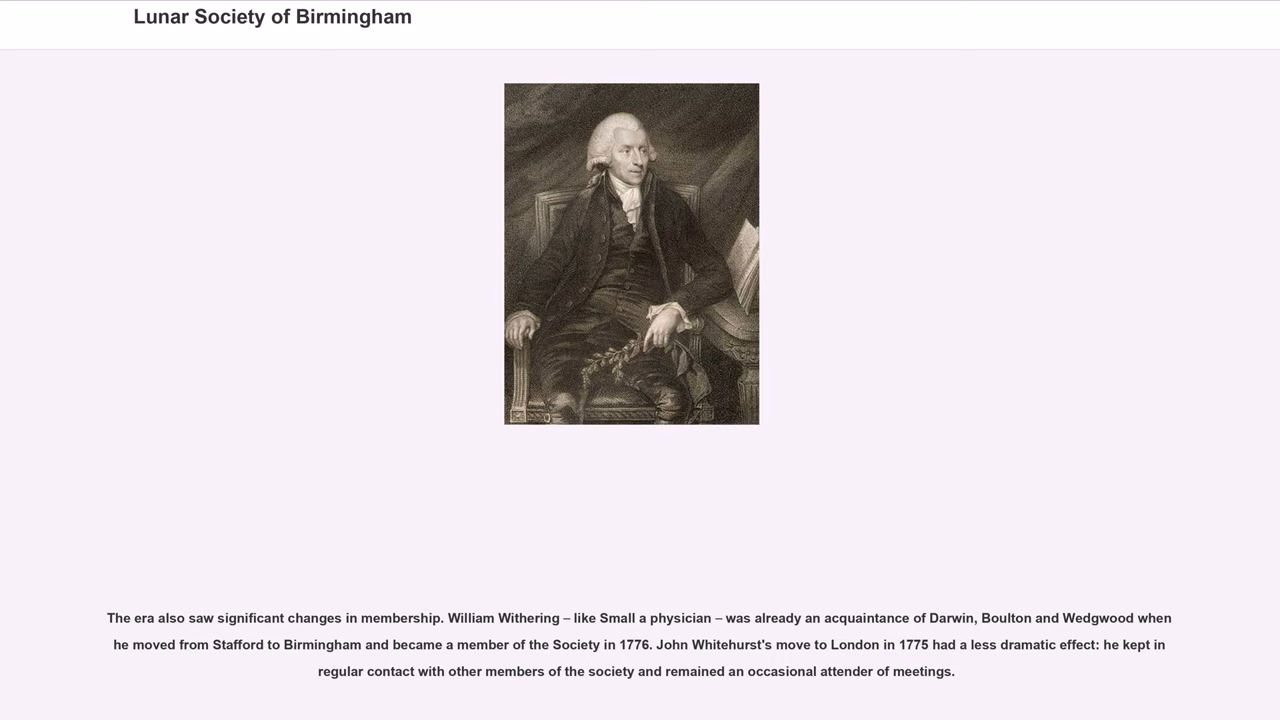 Lunar Society of Birmingham
The era also saw significant changes in membership. William Withering – like Small a physician – was already an acquaintance of Darwin, Boulton and Wedgwood when
he moved from Stafford to Birmingham and became a member of the Society in 1776. John Whitehurst's move to London in 1775 had a less dramatic effect: he kept in
regular contact with other members of the society and remained an occasional attender of meetings.